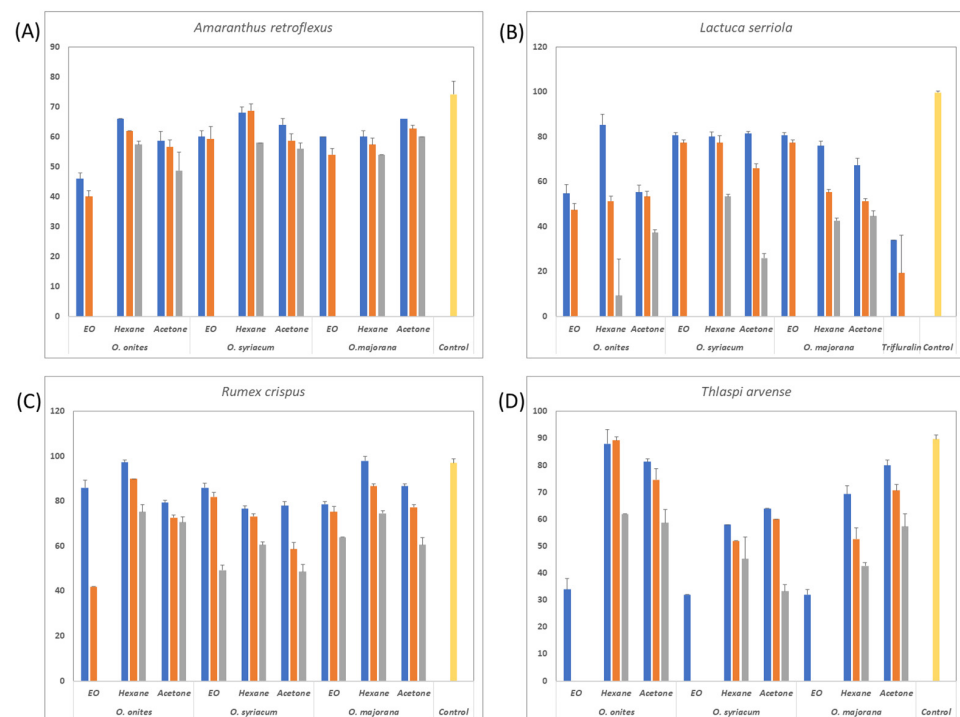 (A)
Amaranthus retroflexus
90
80
70
60
50
40
30
20
10
0
EO Hexane Acetone EO Hexane Acetone EO Hexane Acetone
O. onites O. syriacum O.majorana Control
(B)
Lactuca serriola
120
100
80
60
40
20
0
EO Hexane Acetone EO Hexane Acetone EO Hexane Acetone
O. onites O. syriacum O. majorana Trifluralin Control
(C)
Rumex crispus
120
100
80
60
40
20
0
EO Hexane Acetone EO Hexane Acetone EO Hexane Acetone
O. onites O. syriacum O. majorana Control
(D)
Thlaspi arvense
100
90
80
70
60
50
40
30
20
10
0
EO Hexane Acetone EO Hexane Acetone EO Hexane Acetone
O. onites O. syriacum O. majorana Control